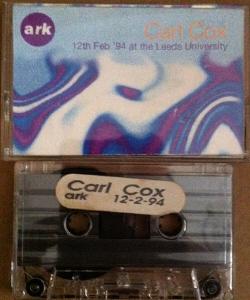 ark
Carl Cox
12th Feb '94 at the Leeds University
Carl Cox
ark 12-2-94